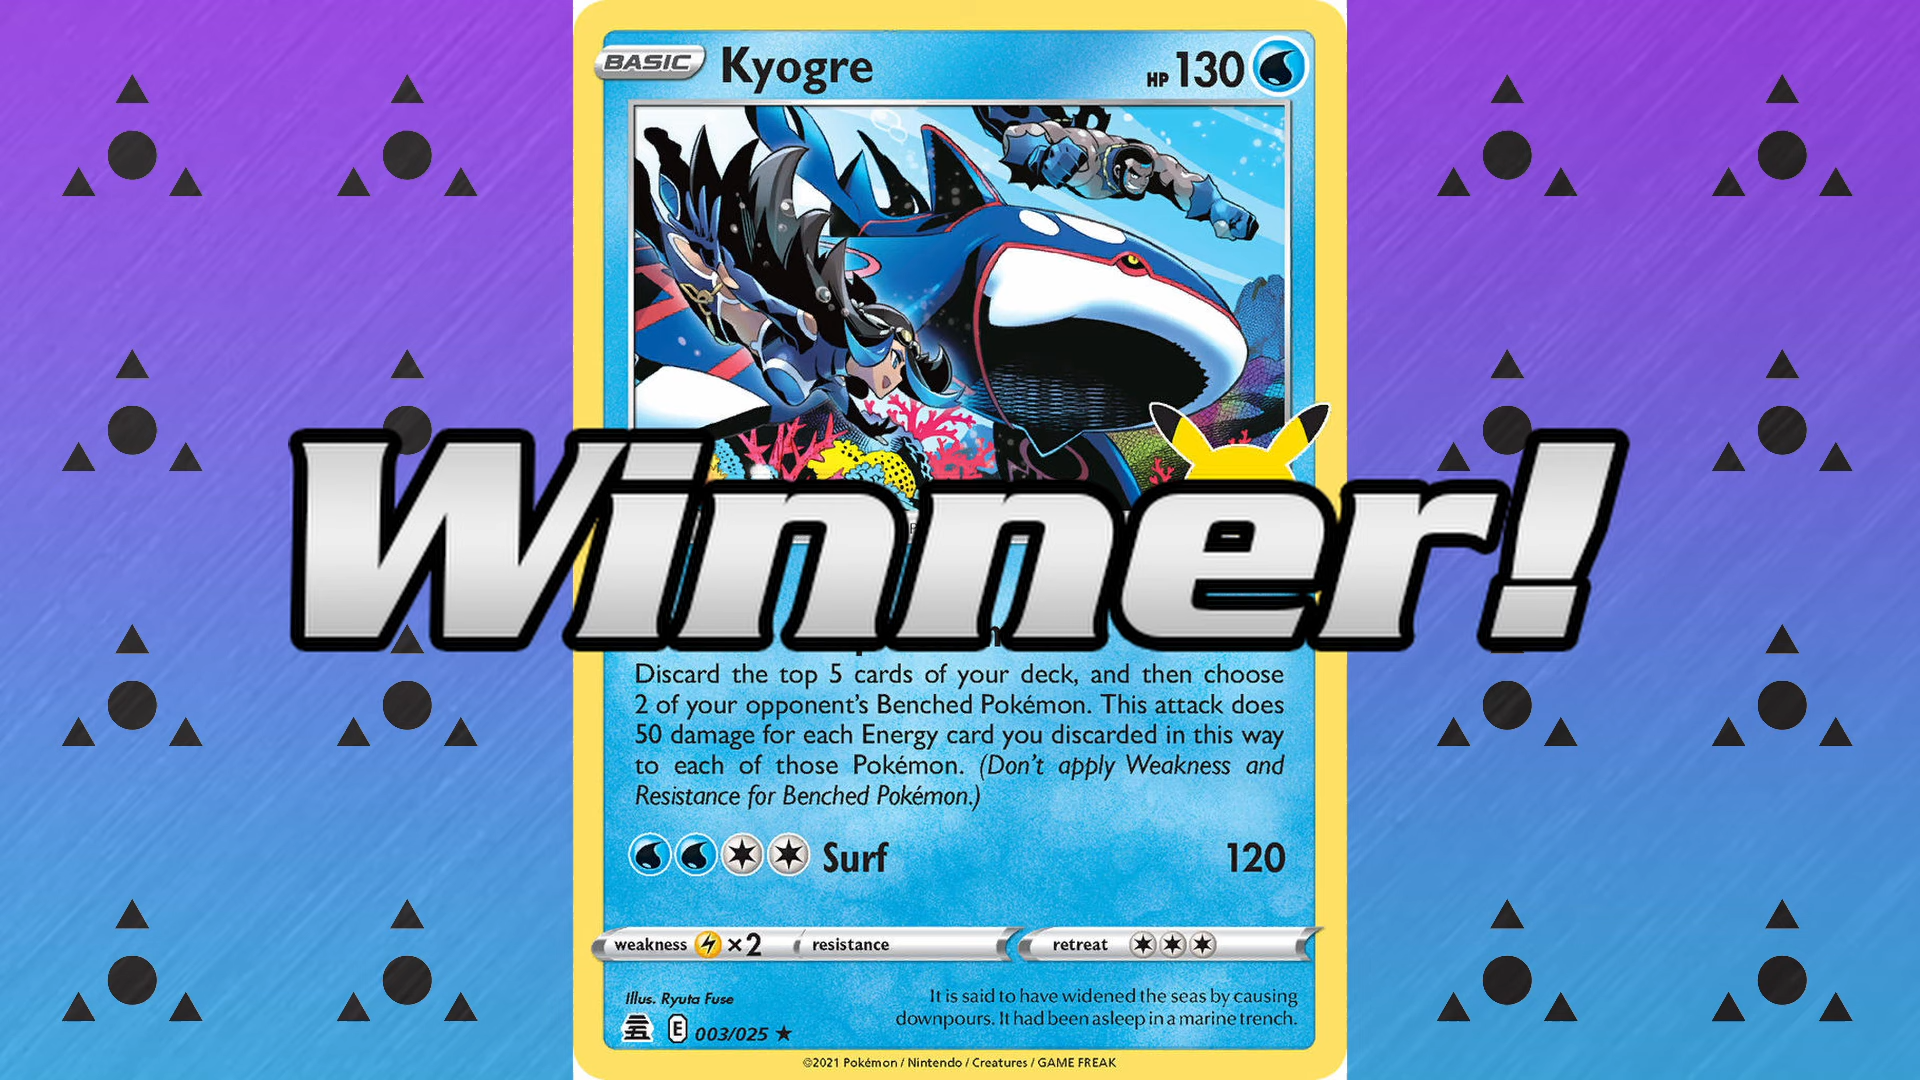 BASIC Kyogre HP 130
Winner!
Discard the top 5 cards of your deck, and then choose
2 of your opponent's Benched Pokémon. This attack does
50 damage for each Energy card you discarded in this way
to each of those Pokémon. (Don't apply Weakness and
Resistance for Benched Pokémon.)
Surf 120
weakness ×2 resistance retreat
Illus. Ryuta Fuse
It is said to have widened the seas by causing
downpours. It had been asleep in a marine trench.
E 003/025 ★
©2021 Pokémon / Nintendo / Creatures / GAME FREAK